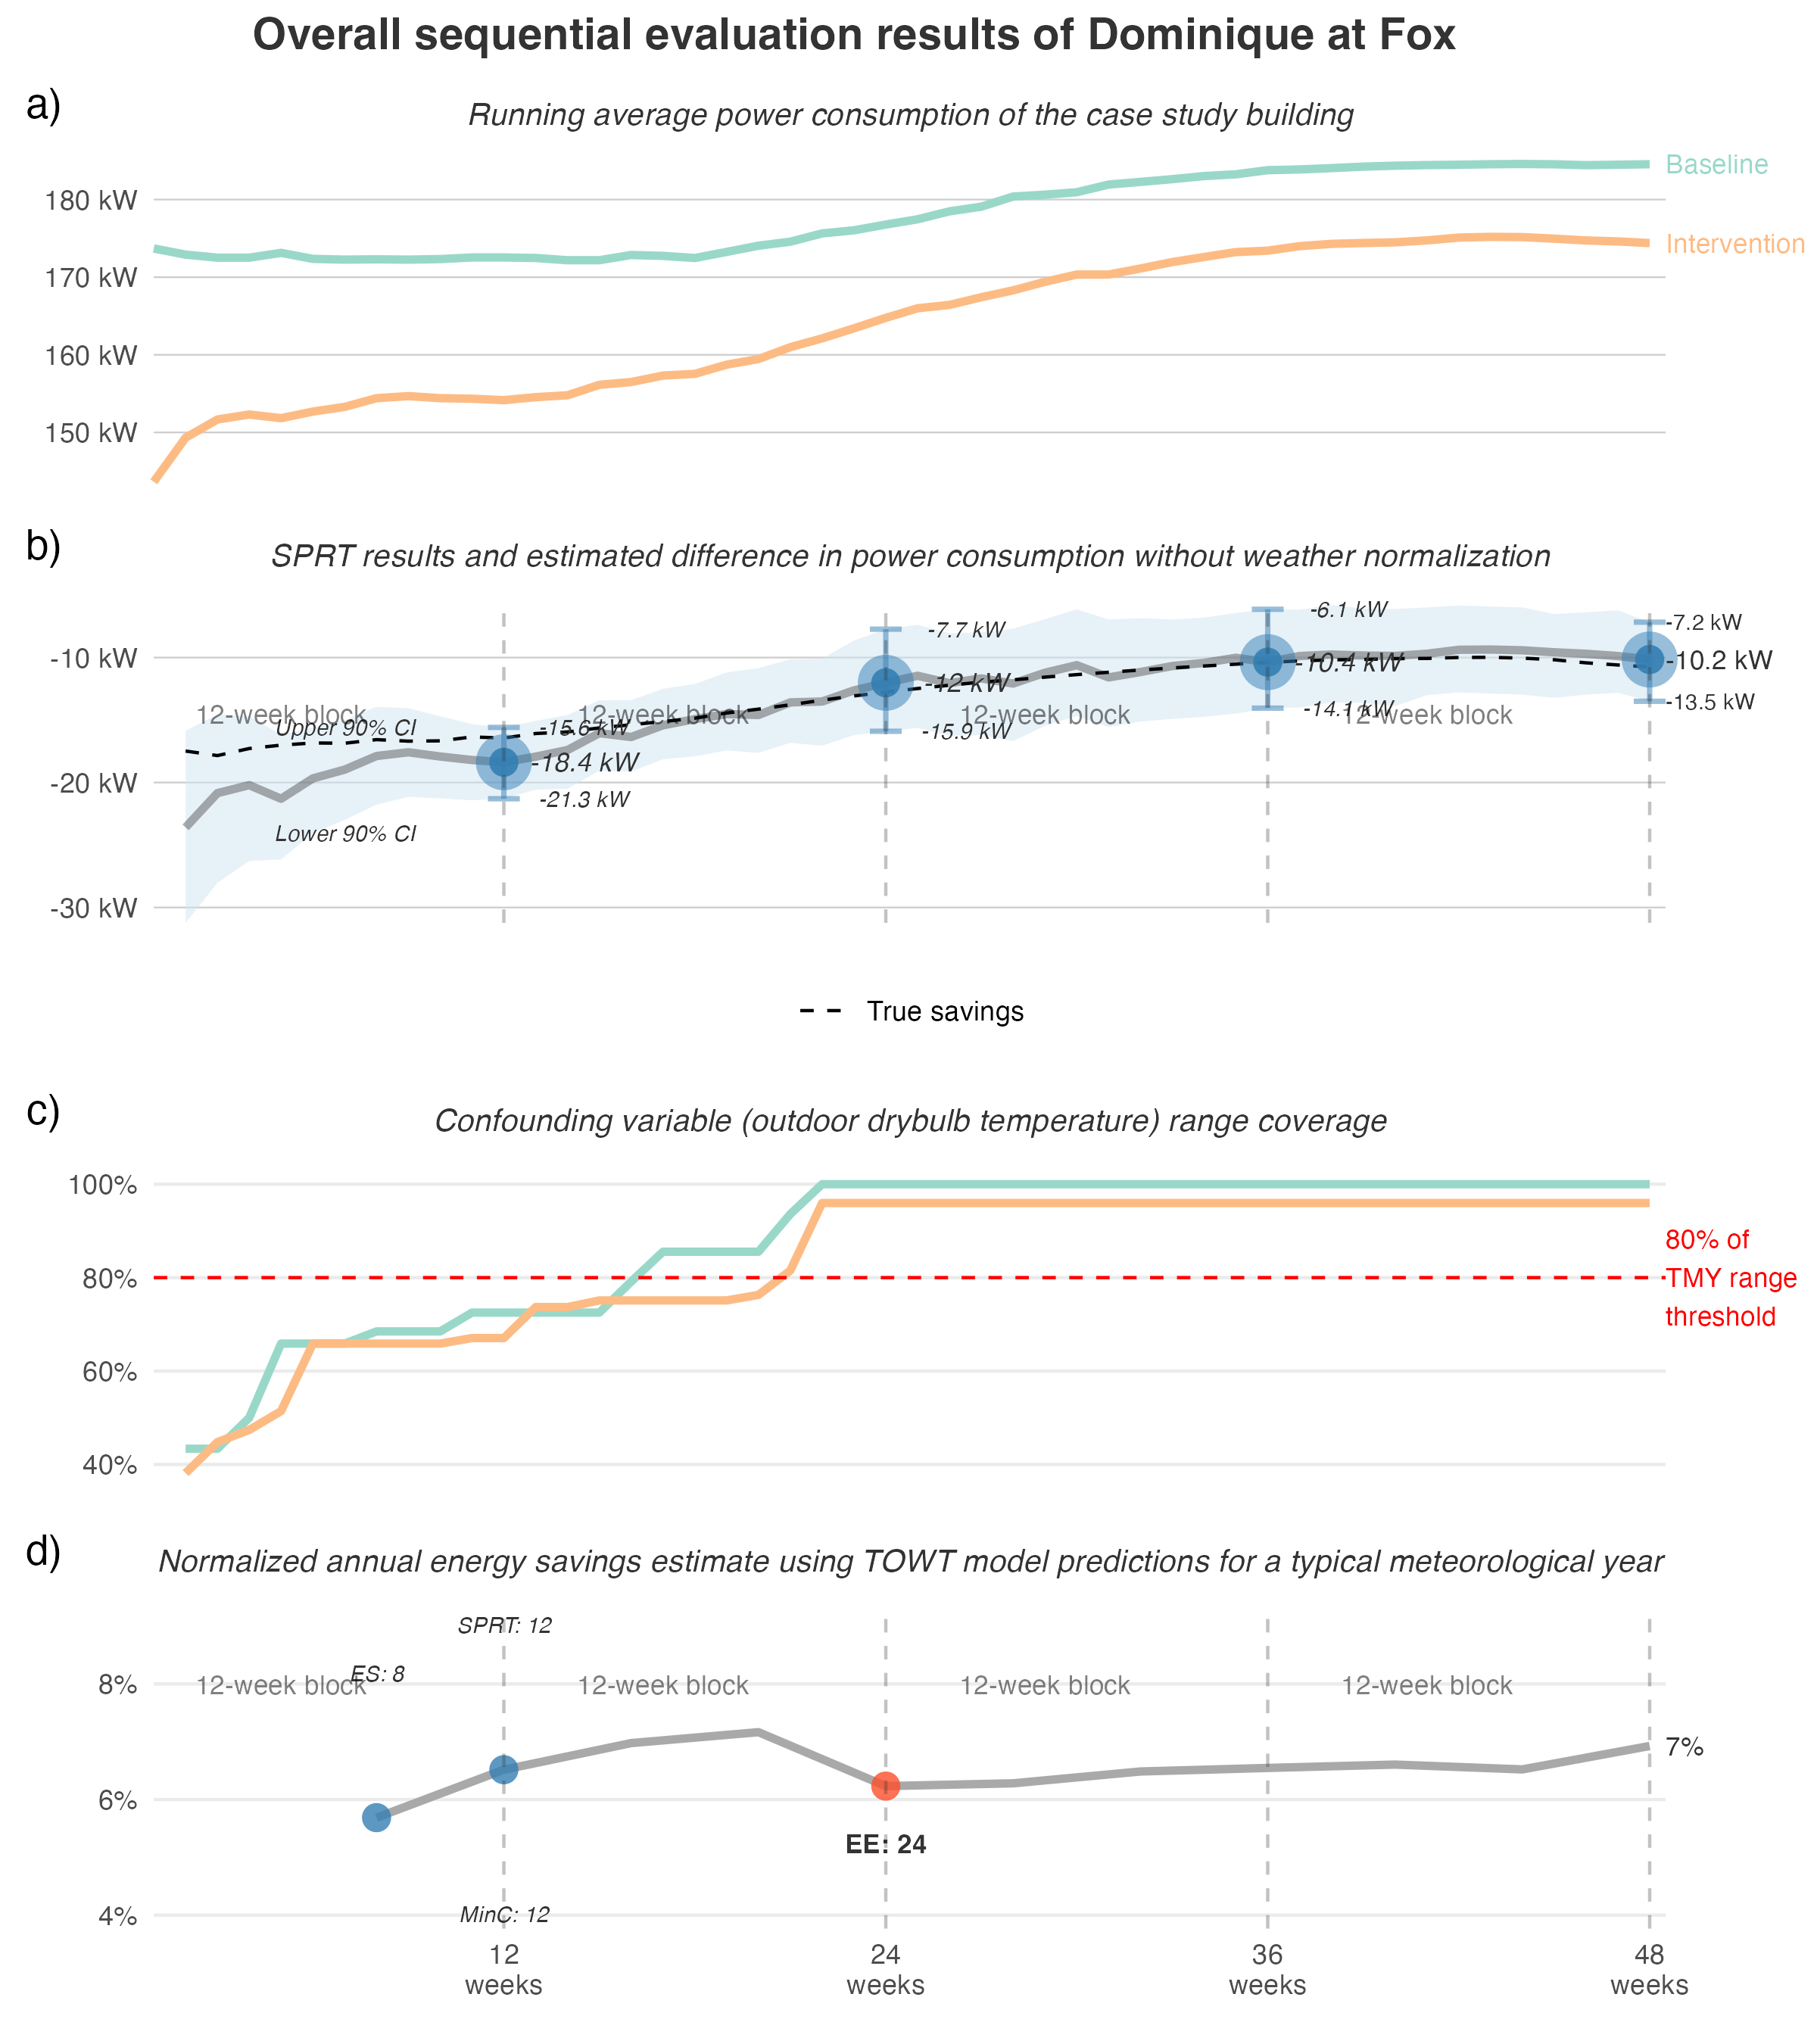 Overall sequential evaluation results of Dominique at Fox
a)
Running average power consumption of the case study building
180 kW
170 kW
160 kW
150 kW
Baseline
Intervention
b)
SPRT results and estimated difference in power consumption without weather normalization
-10 kW
-20 kW
-30 kW
12-week block
12-week block
12-week block
12-week block
Upper 90% CI
Lower 90% CI
-15.6 kW
-18.4 kW
-21.3 kW
-7.7 kW
-12 kW
-15.9 kW
-6.1 kW
-10.4 kW
-14.1 kW
-7.2 kW
-10.2 kW
-13.5 kW
True savings
c)
Confounding variable (outdoor drybulb temperature) range coverage
100%
80%
60%
40%
80% of
TMY range
threshold
d)
Normalized annual energy savings estimate using TOWT model predictions for a typical meteorological year
SPRT: 12
ES: 8
12-week block
12-week block
12-week block
12-week block
8%
6%
4%
7%
EE: 24
MinC: 12
12
weeks
24
weeks
36
weeks
48
weeks